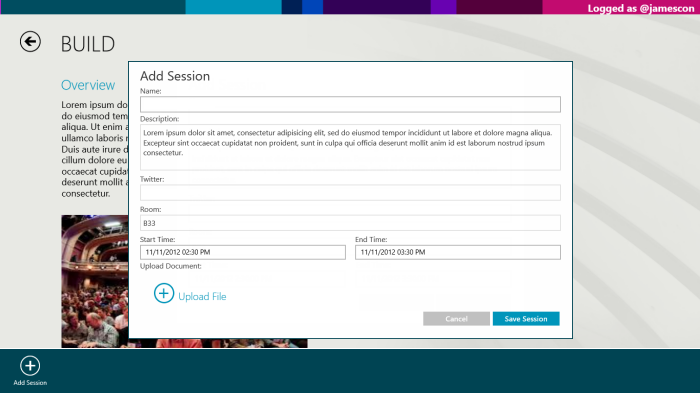 Logged as @jamescon
BUILD
Overview
Lorem ipsum do
do eiusmod tem
aliqua. Ut enim a
ullamco laboris n
Duis aute irure d
cillum dolore eu
occaecat cupidat
deserunt mollit a
consectetur.
Add Session
Name:
Description:
Lorem ipsum dolor sit amet, consectetur adipisicing elit, sed do eiusmod tempor incididunt ut labore et dolore magna aliqua.
Excepteur sint occaecat cupidatat non proident, sunt in culpa qui officia deserunt mollit anim id est laborum nostrud ipsum
consectetur.
Twitter:
Room:
B33
Start Time:
End Time:
11/11/2012 02:30 PM
11/11/2012 03:30 PM
Upload Document:
Upload File
Cancel
Save Session
Add Session